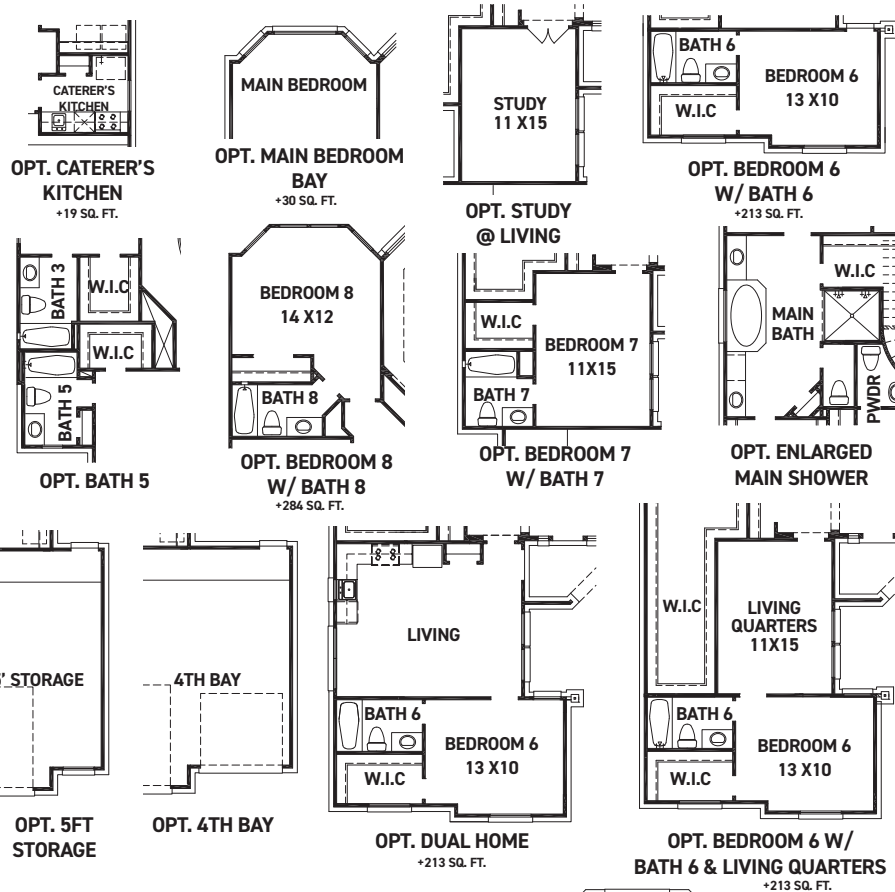 CATERER'S
KITCHEN
OPT. CATERER'S
KITCHEN
+19 SQ. FT.
MAIN BEDROOM
OPT. MAIN BEDROOM
BAY
+30 SQ. FT.
STUDY
11 X15
OPT. STUDY
@ LIVING
BATH 6
W.I.C
BEDROOM 6
13 X10
OPT. BEDROOM 6
W/ BATH 6
+213 SQ. FT.
BATH 3
W.I.C
W.I.C
BATH 5
OPT. BATH 5
BEDROOM 8
14 X12
BATH 8
OPT. BEDROOM 8
W/ BATH 8
+284 SQ. FT.
W.I.C
BEDROOM 7
11X15
BATH 7
OPT. BEDROOM 7
W/ BATH 7
W.I.C
MAIN
BATH
PWDR
OPT. ENLARGED
MAIN SHOWER
5' STORAGE
OPT. 5FT
STORAGE
4TH BAY
OPT. 4TH BAY
LIVING
BATH 6
BEDROOM 6
13 X10
W.I.C
OPT. DUAL HOME
+213 SQ. FT.
W.I.C
LIVING
QUARTERS
11X15
BATH 6
BEDROOM 6
13 X10
W.I.C
OPT. BEDROOM 6 W/
BATH 6 & LIVING QUARTERS
+213 SQ. FT.